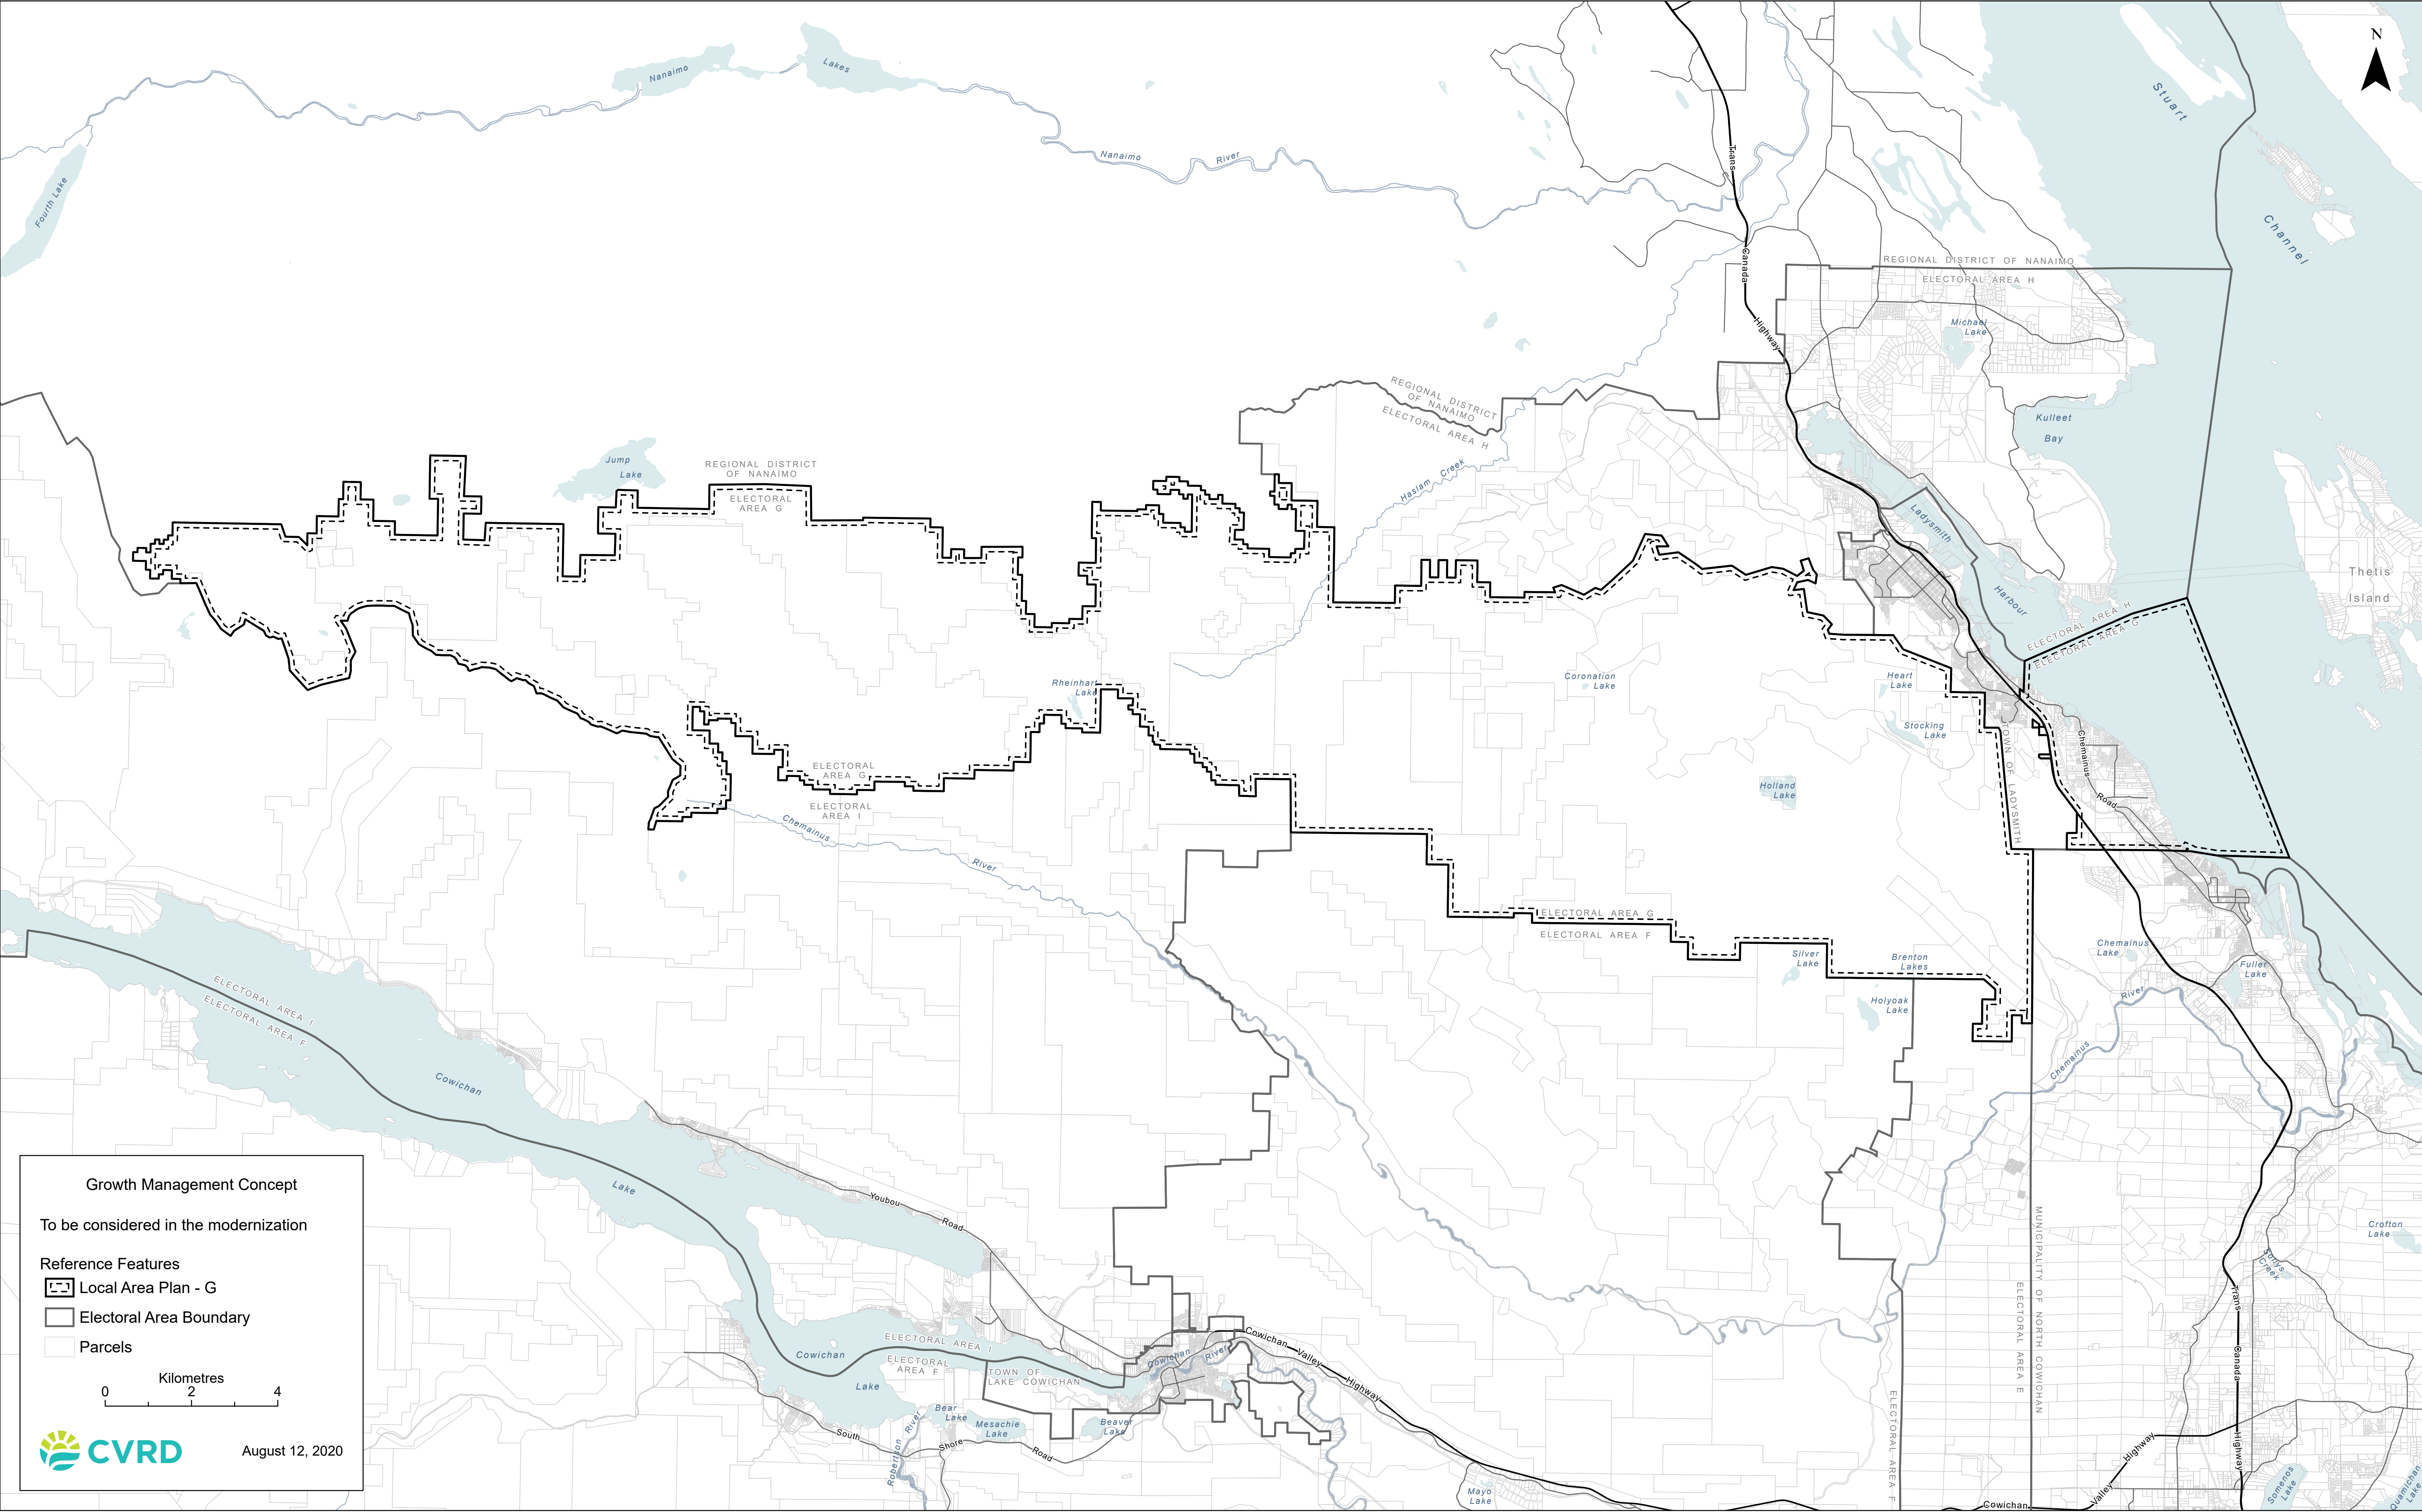 N
Nanaimo
Lakes
Stuart
Channel
Fourth Lake
Nanaimo
River
Trans
Canada
Highway
REGIONAL DISTRICT OF NANAIMO
ELECTORAL AREA H
Michael
Lake
REGIONAL DISTRICT
OF NANAIMO
ELECTORAL AREA H
Kulleet
Bay
Jump
Lake
REGIONAL DISTRICT
OF NANAIMO
ELECTORAL
AREA G
Haslam Creek
Ladysmith
Harbour
Thetis
Island
ELECTORAL AREA H
ELECTORAL AREA G
Rheinhart
Lake
Coronation
Lake
Heart
Lake
Stocking
Lake
TOWN OF LADYSMITH
Chemainus
Road
Holland
Lake
ELECTORAL
AREA G
ELECTORAL
AREA I
Chemainus
River
ELECTORAL AREA G
ELECTORAL AREA F
Silver
Lake
Brenton
Lakes
Chemainus
Lake
Fuller
Lake
Holyoak
Lake
River
Chemainus
ELECTORAL AREA I
ELECTORAL AREA F
Cowichan
Lake
Youbou
Road
Crofton
Lake
MUNICIPALITY OF NORTH COWICHAN
ELECTORAL AREA E
ELECTORAL AREA F
Trans
Canada
Highway
ELECTORAL AREA I
ELECTORAL
AREA F
Cowichan
Lake
TOWN OF
LAKE COWICHAN
Cowichan
River
Cowichan
Valley
Highway
Bear
Lake
Mesachie
Lake
Beaver
Lake
Robertson
River
South
Shore
Road
Mayo
Lake
Cowichan
Valley
Highway
Somenos
Lake
Quamichan
Lake
Growth Management Concept
To be considered in the modernization
Reference Features
Local Area Plan - G
Electoral Area Boundary
Parcels
Kilometres
0 2 4
CVRD
August 12, 2020